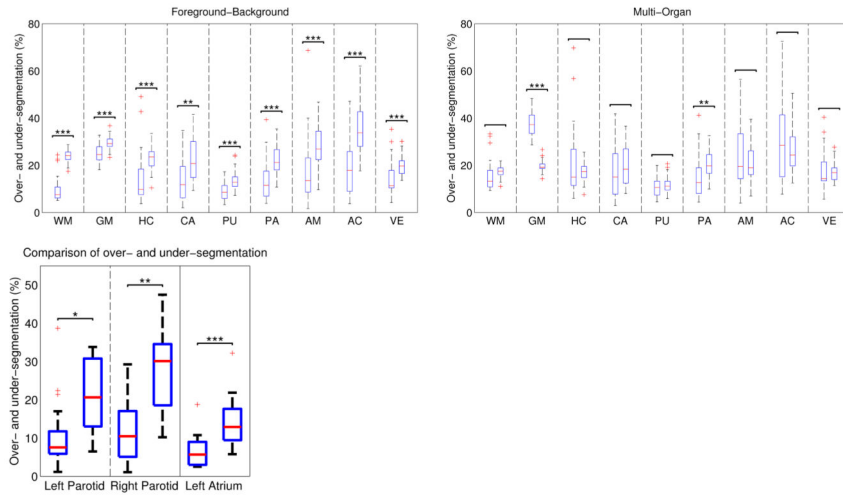 Foreground-Background
Over- and under-segmentation (%)
80
60
40
20
0
*** *** *** ** *** *** *** *** ***
WM GM HC CA PU PA AM AC VE
Multi-Organ
Over- and under-segmentation (%)
80
60
40
20
0
*** **
WM GM HC CA PU PA AM AC VE
Comparison of over- and under-segmentation
Over- and under-segmentation (%)
50
40
30
20
10
0
* ** ***
Left Parotid Right Parotid Left Atrium